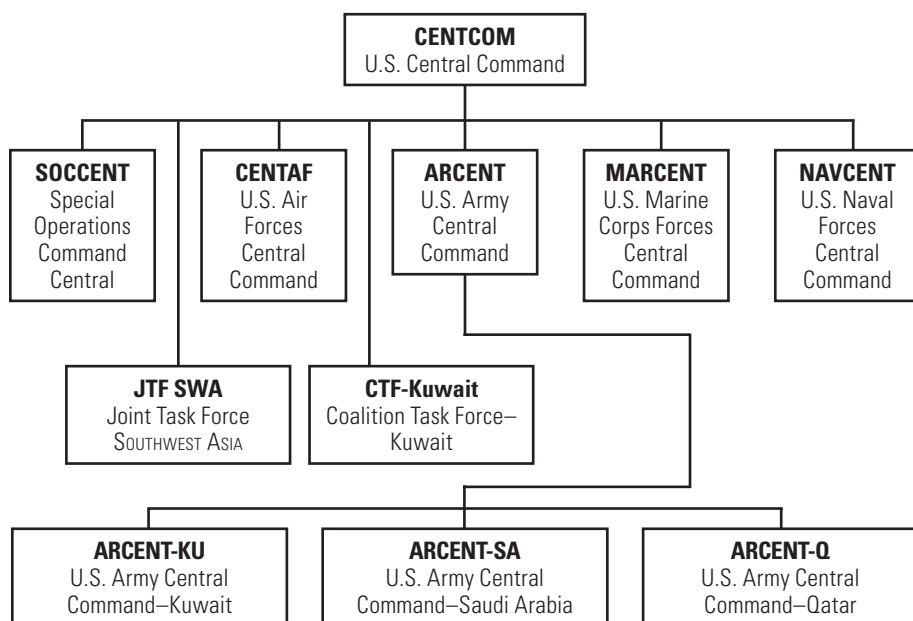 CENTCOM
U.S. Central Command
SOCCENT
Special
Operations
Command
Central
CENTAF
U.S. Air
Forces
Central
Command
ARCENT
U.S. Army
Central
Command
MARCENT
U.S. Marine
Corps Forces
Central
Command
NAVCENT
U.S. Naval
Forces
Central
Command
JTF SWA
Joint Task Force
SOUTHWEST ASIA
CTF-Kuwait
Coalition Task Force–
Kuwait
ARCENT-KU
U.S. Army Central
Command–Kuwait
ARCENT-SA
U.S. Army Central
Command–Saudi Arabia
ARCENT-Q
U.S. Army Central
Command–Qatar